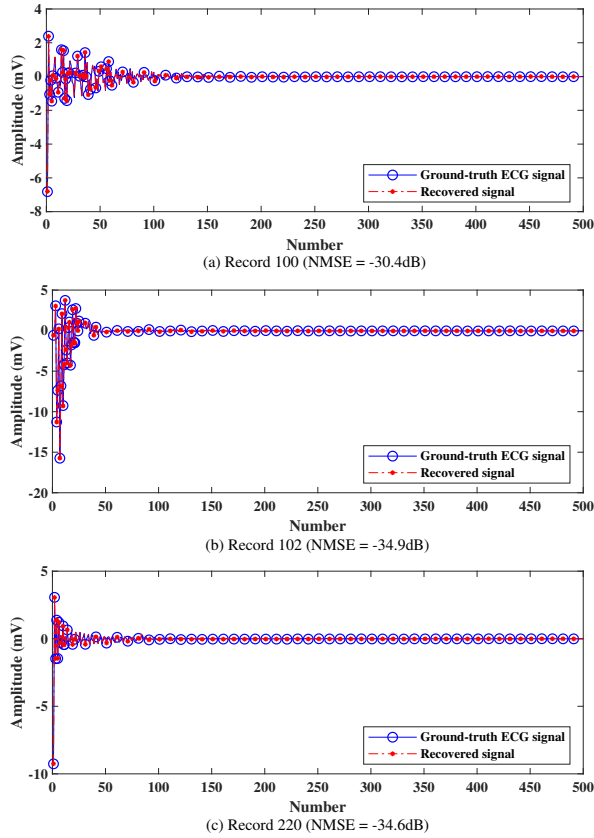 4
2
0
-2
-4
-6
-8
Amplitude (mV)
Ground-truth ECG signal
Recovered signal
0 50 100 150 200 250 300 350 400 450 500
Number
(a) Record 100 (NMSE = -30.4dB)
5
0
-5
-10
-15
-20
Amplitude (mV)
Ground-truth ECG signal
Recovered signal
0 50 100 150 200 250 300 350 400 450 500
Number
(b) Record 102 (NMSE = -34.9dB)
5
0
-5
-10
Amplitude (mV)
Ground-truth ECG signal
Recovered signal
0 50 100 150 200 250 300 350 400 450 500
Number
(c) Record 220 (NMSE = -34.6dB)